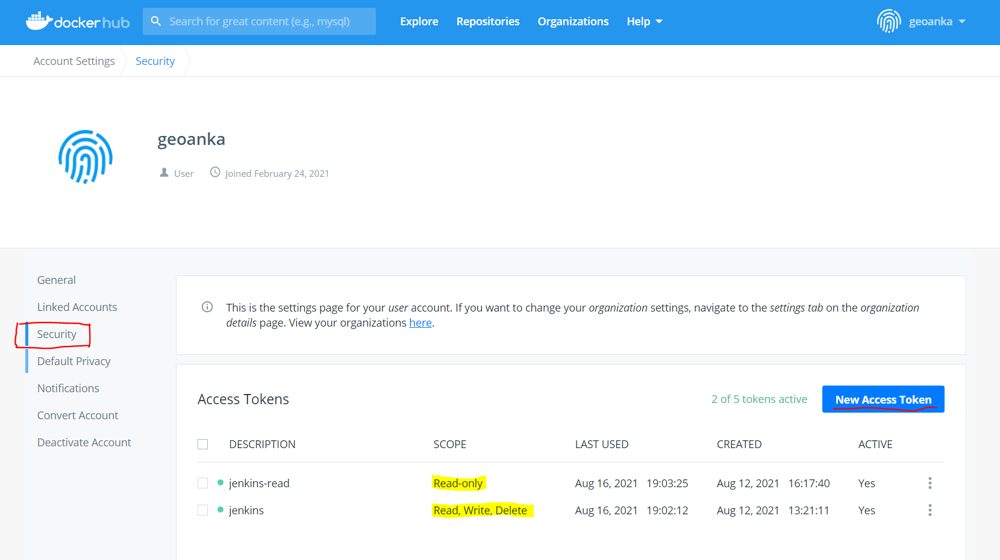 docker hub
Search for great content (e.g., mysql)
Explore
Repositories
Organizations
Help
geoanka
Account Settings
Security
geoanka
User
Joined February 24, 2021
General
Linked Accounts
Security
Default Privacy
Notifications
Convert Account
Deactivate Account
This is the settings page for your user account. If you want to change your organization settings, navigate to the settings tab on the organization
details page. View your organizations here.
Access Tokens
2 of 5 tokens active
New Access Token
DESCRIPTION SCOPE LAST USED CREATED ACTIVE
jenkins-read Read-only Aug 16, 2021 19:03:25 Aug 12, 2021 16:17:40 Yes
jenkins Read, Write, Delete Aug 16, 2021 19:02:12 Aug 12, 2021 13:21:11 Yes